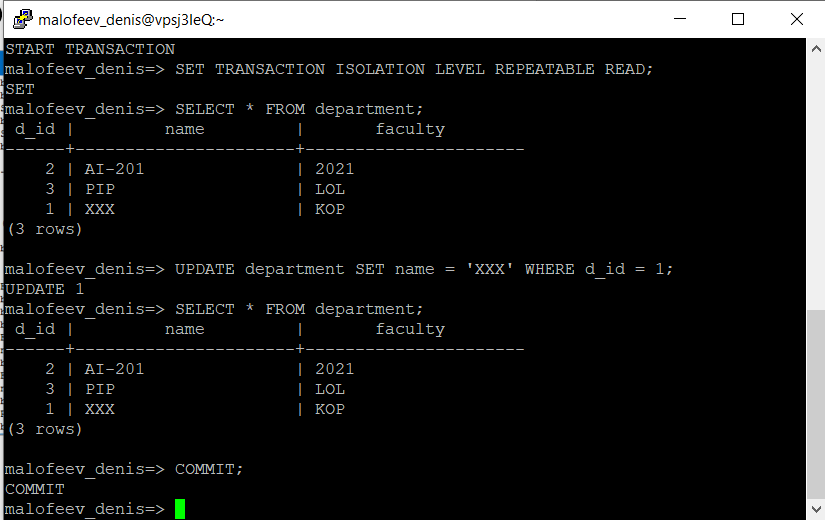 malofeev_denis@vpsj3leQ:~
START TRANSACTION
malofeev_denis=> SET TRANSACTION ISOLATION LEVEL REPEATABLE READ;
SET
malofeev_denis=> SELECT * FROM department;
 d_id |         name         |       faculty
------+----------------------+----------------------
    2 | AI-201               | 2021
    3 | PIP                  | LOL
    1 | XXX                  | KOP
(3 rows)
malofeev_denis=> UPDATE department SET name = 'XXX' WHERE d_id = 1;
UPDATE 1
malofeev_denis=> SELECT * FROM department;
 d_id |         name         |       faculty
------+----------------------+----------------------
    2 | AI-201               | 2021
    3 | PIP                  | LOL
    1 | XXX                  | KOP
(3 rows)
malofeev_denis=> COMMIT;
COMMIT
malofeev_denis=>